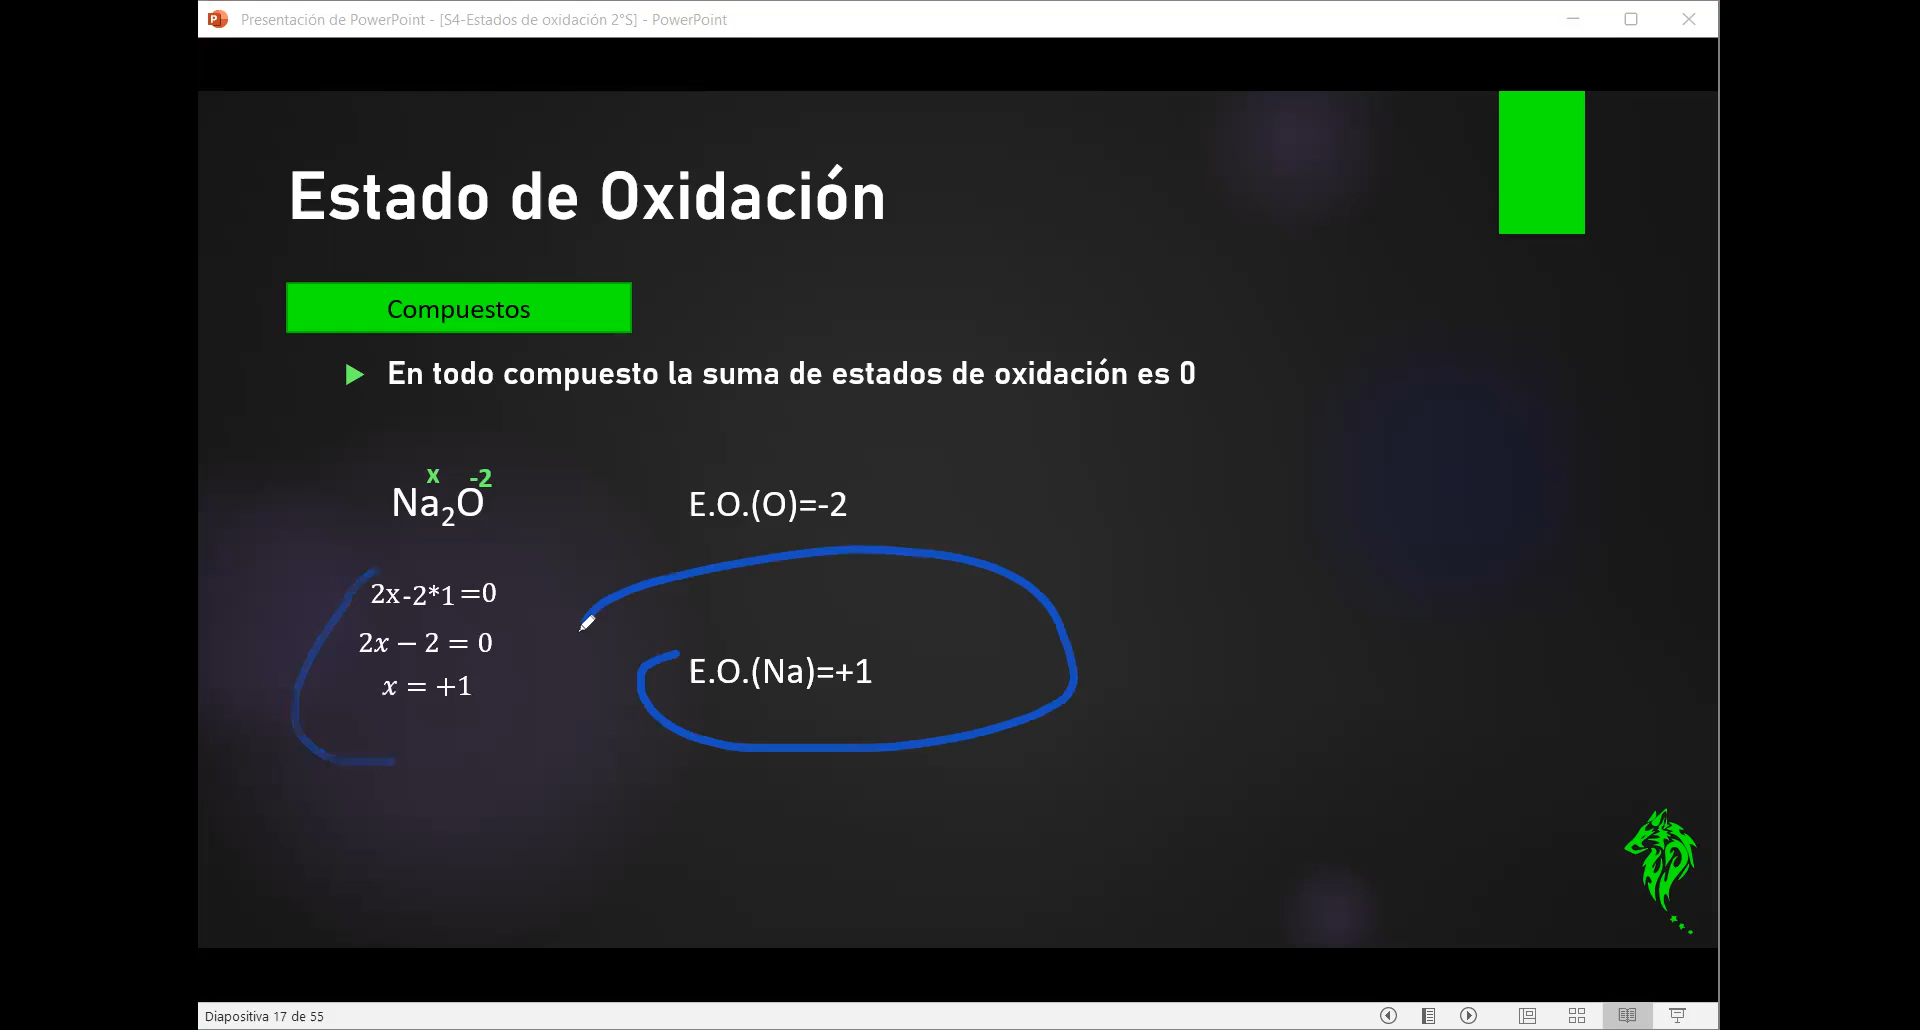 Presentación de PowerPoint - [S4-Estados de oxidación 2°S] - PowerPoint
Estado de Oxidación
Compuestos
En todo compuesto la suma de estados de oxidación es 0
x -2
Na₂O
E.O.(O)=-2
2x-2*1=0
2x − 2 = 0
x = +1
E.O.(Na)=+1
Diapositiva 17 de 55